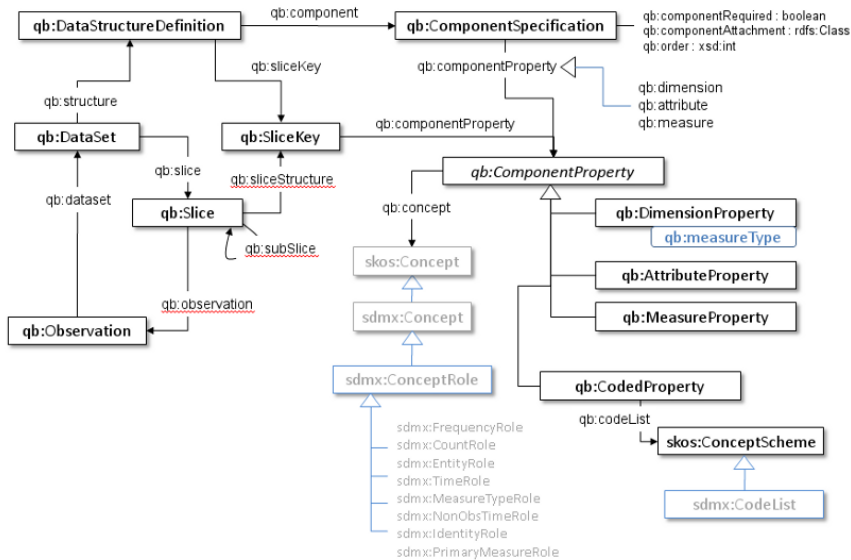 qb:component
qb:DataStructureDefinition
qb:ComponentSpecification
qb:componentRequired : boolean
qb:componentAttachment : rdfs:Class
qb:order : xsd:int
qb:sliceKey
qb:componentProperty
qb:dimension
qb:attribute
qb:measure
qb:structure
qb:DataSet
qb:SliceKey
qb:componentProperty
qb:slice
qb:sliceStructure
qb:ComponentProperty
qb:dataset
qb:Slice
qb:concept
qb:DimensionProperty
qb:measureType
qb:subSlice
skos:Concept
qb:AttributeProperty
qb:observation
sdmx:Concept
qb:MeasureProperty
qb:Observation
sdmx:ConceptRole
qb:CodedProperty
qb:codeList
sdmx:FrequencyRole
sdmx:CountRole
sdmx:EntityRole
sdmx:TimeRole
sdmx:MeasureTypeRole
sdmx:NonObsTimeRole
sdmx:IdentityRole
sdmx:PrimaryMeasureRole
skos:ConceptScheme
sdmx:CodeList